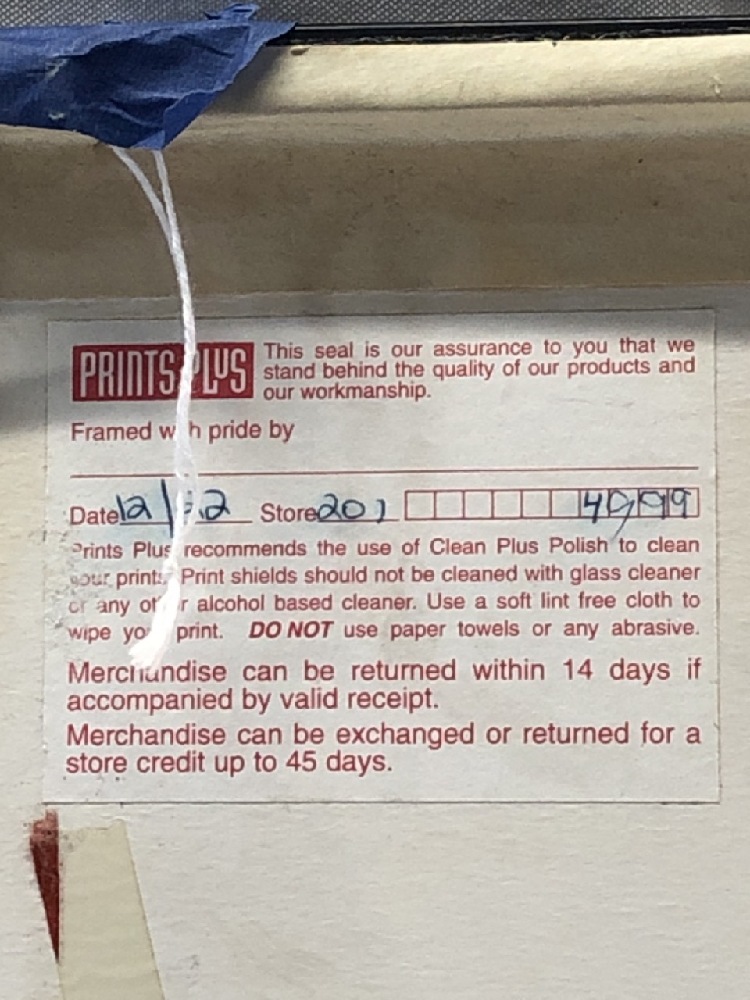 PRINTS PLUS
This seal is our assurance to you that we
stand behind the quality of our products and
our workmanship.
Framed with pride by
Date 12/ Store 201
Prints Plus recommends the use of Clean Plus Polish to clean
your prints. Print shields should not be cleaned with glass cleaner
or any other alcohol based cleaner. Use a soft lint free cloth to
wipe your print. DO NOT use paper towels or any abrasive.
Merchandise can be returned within 14 days if
accompanied by valid receipt.
Merchandise can be exchanged or returned for a
store credit up to 45 days.